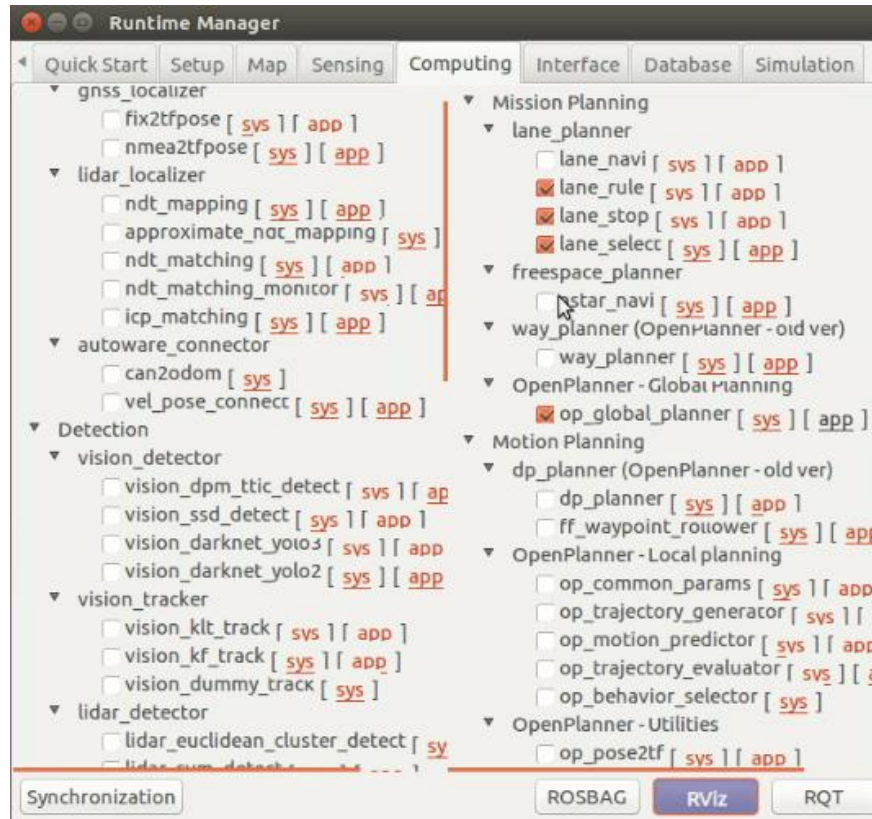 Runtime Manager
Quick Start Setup Map Sensing Computing Interface Database Simulation
gnss_localizer
fix2tfpose [ sys ] [ app ]
nmea2tfpose [ sys ] [ app ]
lidar_localizer
ndt_mapping [ sys ] [ app ]
approximate_ndt_mapping [ sys ]
ndt_matching [ sys ] [ app ]
ndt_matching_monitor [ sys ] [ ap
icp_matching [ sys ] [ app ]
autoware_connector
can2odom [ sys ]
vel_pose_connect [ sys ] [ app ]
Detection
vision_detector
vision_dpm_ttic_detect [ sys ] [ ap
vision_ssd_detect [ sys ] [ app ]
vision_darknet_yolo3 [ sys ] [ app
vision_darknet_yolo2 [ sys ] [ app
vision_tracker
vision_klt_track [ sys ] [ app ]
vision_kf_track [ sys ] [ app ]
vision_dummy_track [ sys ]
lidar_detector
lidar_euclidean_cluster_detect [ sy
Mission Planning
lane_planner
lane_navi [ sys ] [ app ]
lane_rule [ sys ] [ app ]
lane_stop [ sys ] [ app ]
lane_select [ sys ] [ app ]
freespace_planner
astar_navi [ sys ] [ app ]
way_planner (OpenPlanner - old ver)
way_planner [ sys ] [ app ]
OpenPlanner - Global Planning
op_global_planner [ sys ] [ app ]
Motion Planning
dp_planner (OpenPlanner - old ver)
dp_planner [ sys ] [ app ]
ff_waypoint_follower [ sys ] [ app
OpenPlanner - Local planning
op_common_params [ sys ] [ app
op_trajectory_generator [ sys ] [
op_motion_predictor [ sys ] [ app
op_trajectory_evaluator [ sys ] [ a
op_behavior_selector [ sys ]
OpenPlanner - Utilities
op_pose2tf [ sys ] [ app ]
Synchronization ROSBAG RViz RQT